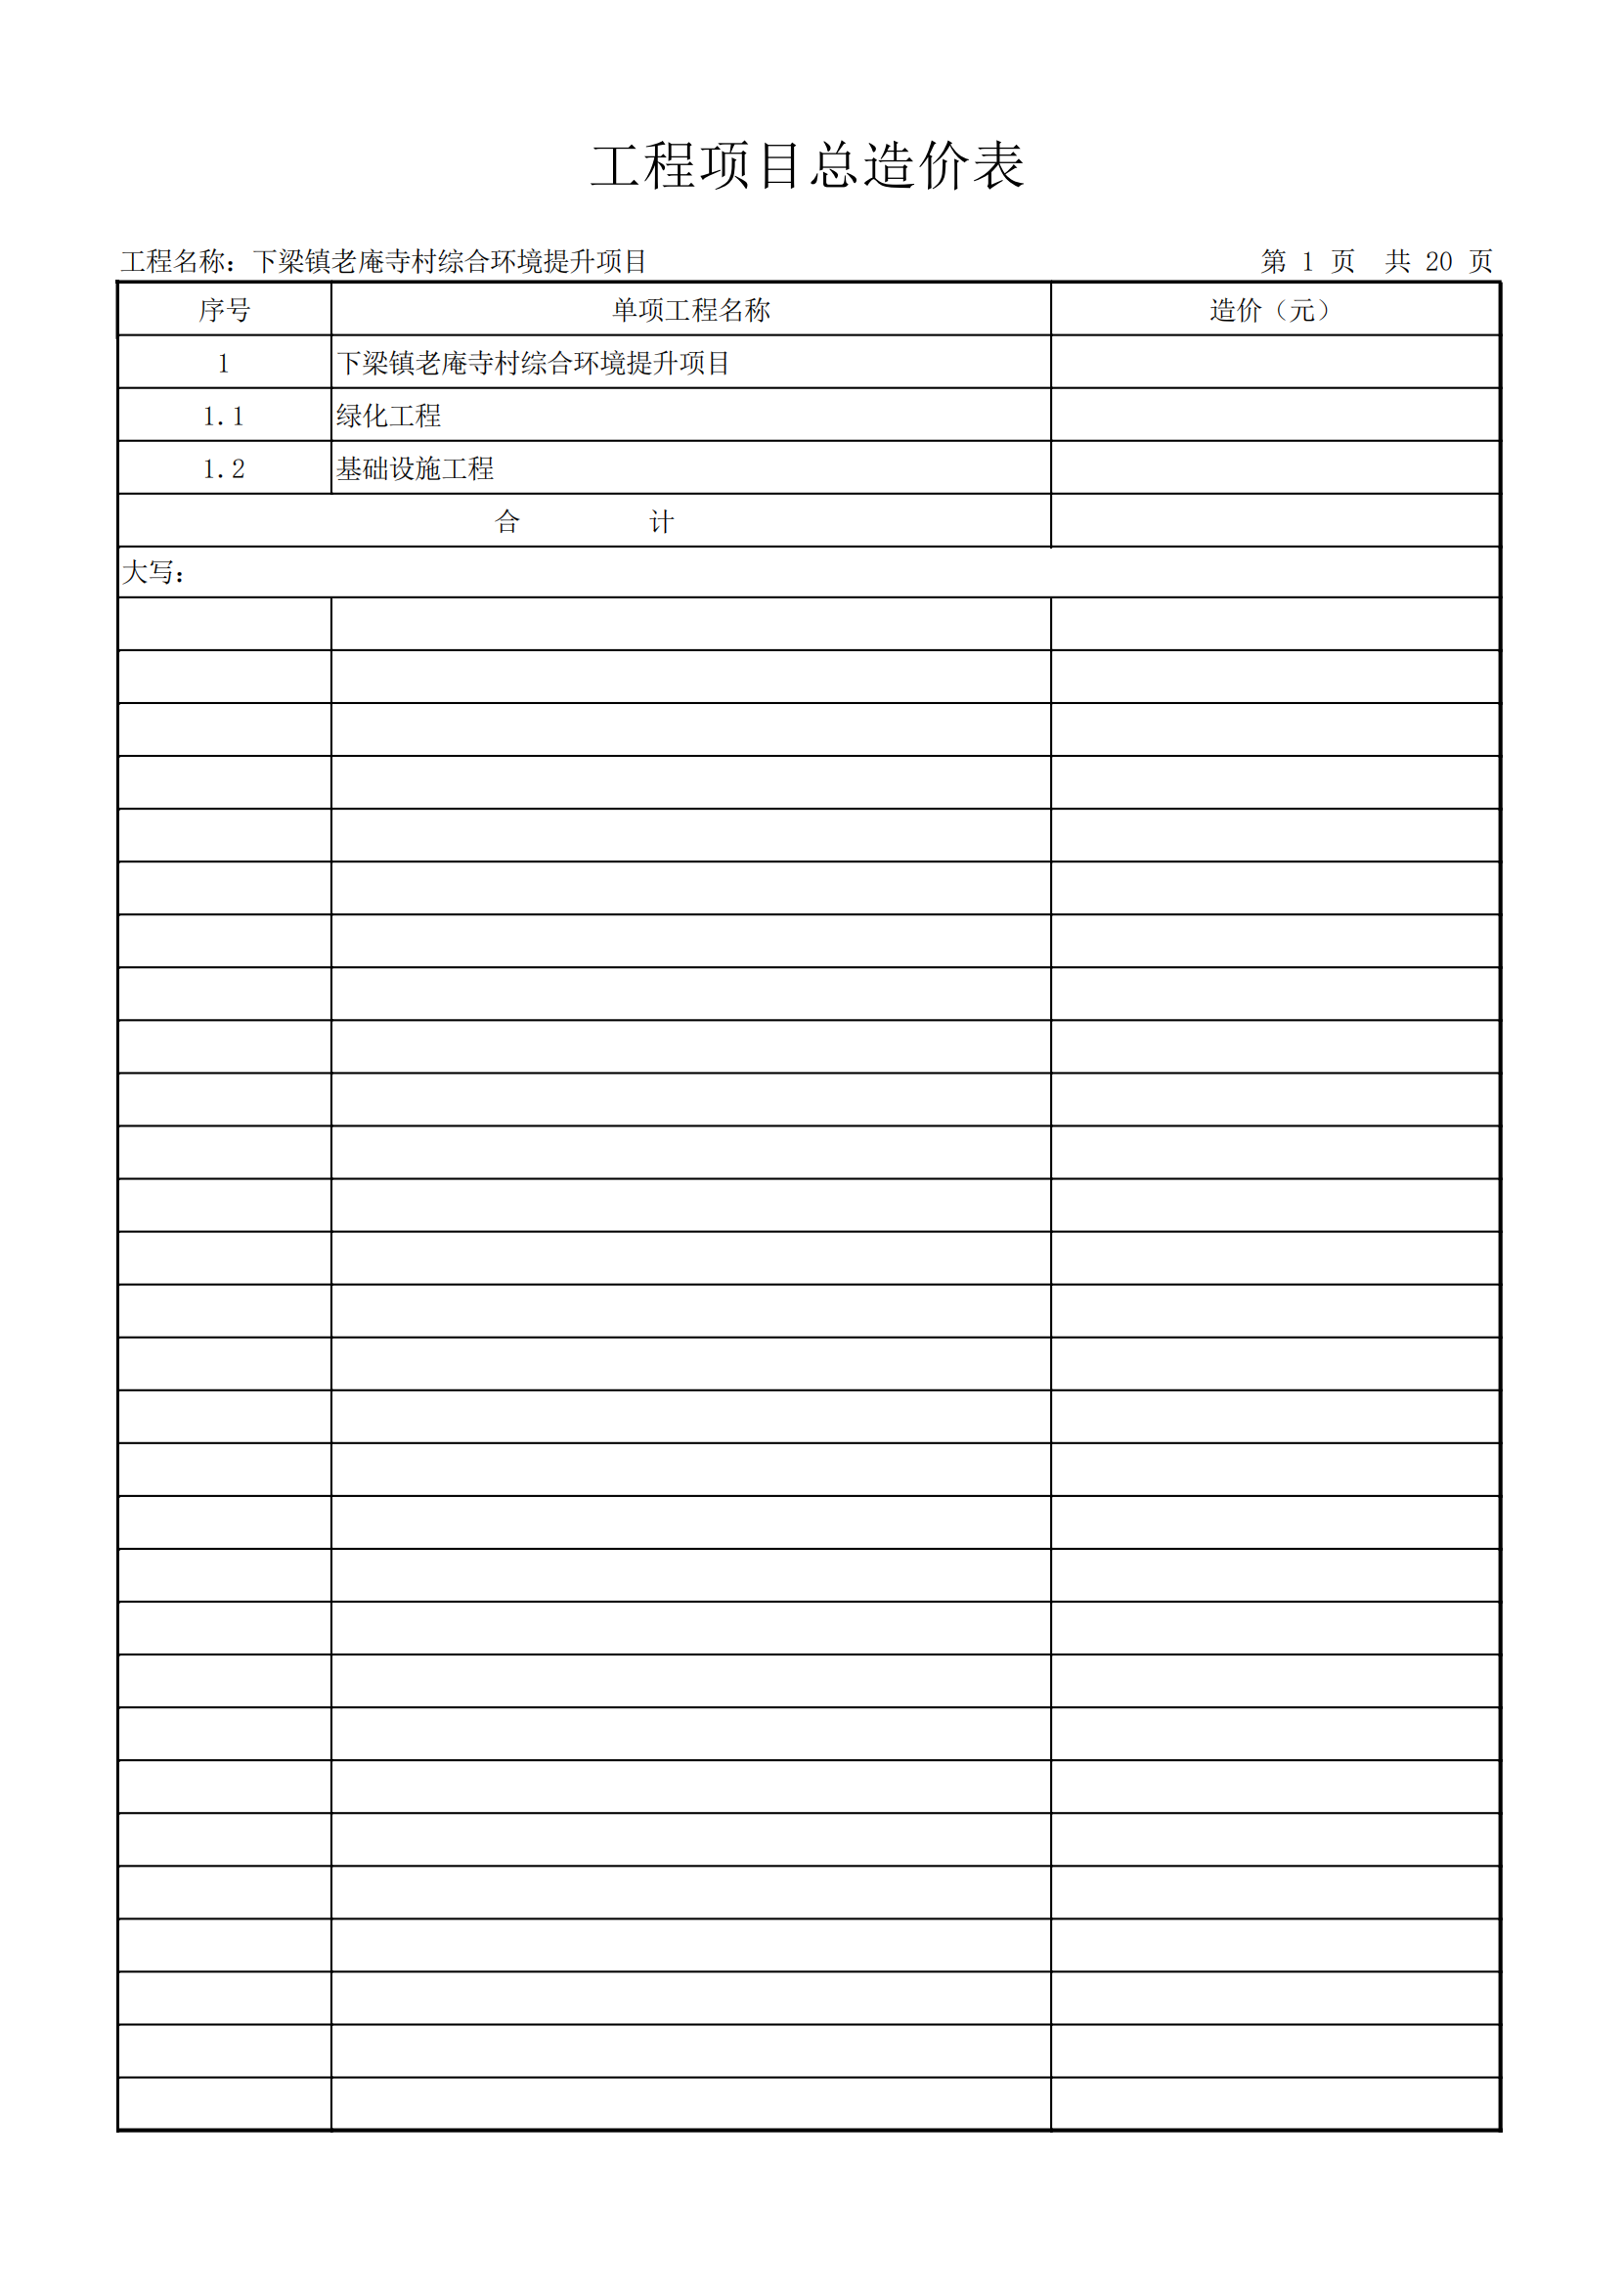 工程项目总造价表
工程名称：下梁镇老庵寺村综合环境提升项目 第 1 页 共 20 页
序号 单项工程名称 造价（元）
1 下梁镇老庵寺村综合环境提升项目
1.1 绿化工程
1.2 基础设施工程
合 计
大写：